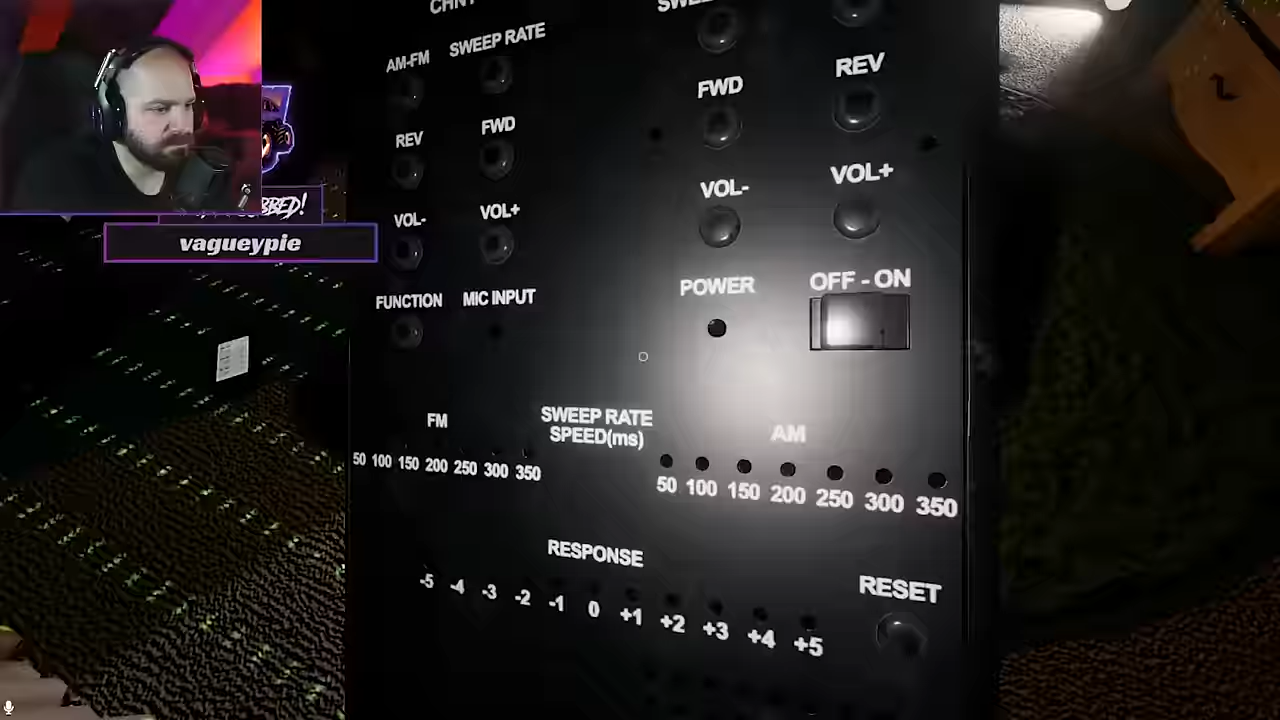 AM-FM SWEEP RATE
FWD REV
REV FWD
VOL- VOL+
VOL- VOL+
vagueypie
POWER OFF - ON
FUNCTION MIC INPUT
FM SWEEP RATE AM
SPEED(ms)
50 100 150 200 250 300 350
50 100 150 200 250 300 350
RESPONSE
-5 -4 -3 -2 -1 0 +1 +2 +3 +4 +5
RESET